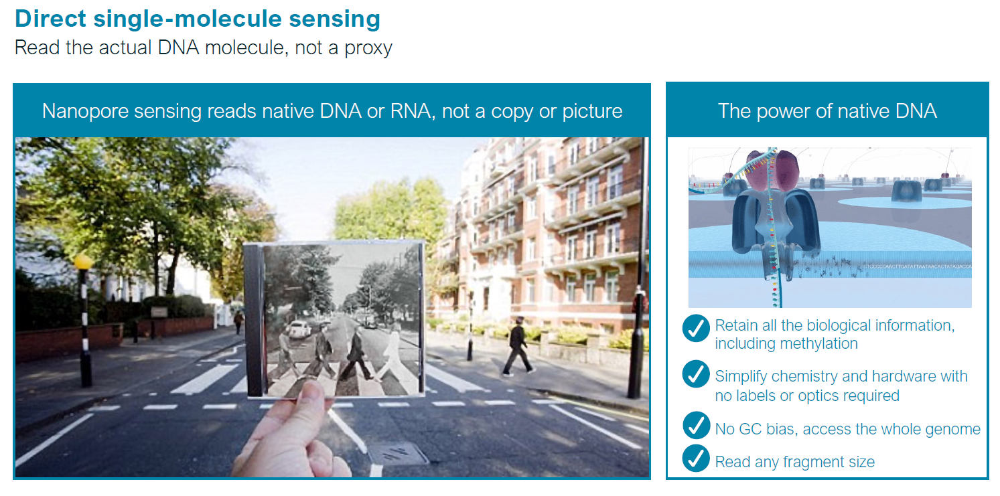 Direct single-molecule sensing
Read the actual DNA molecule, not a proxy
Nanopore sensing reads native DNA or RNA, not a copy or picture
The power of native DNA
Retain all the biological information,
including methylation
Simplify chemistry and hardware with
no labels or optics required
No GC bias, access the whole genome
Read any fragment size